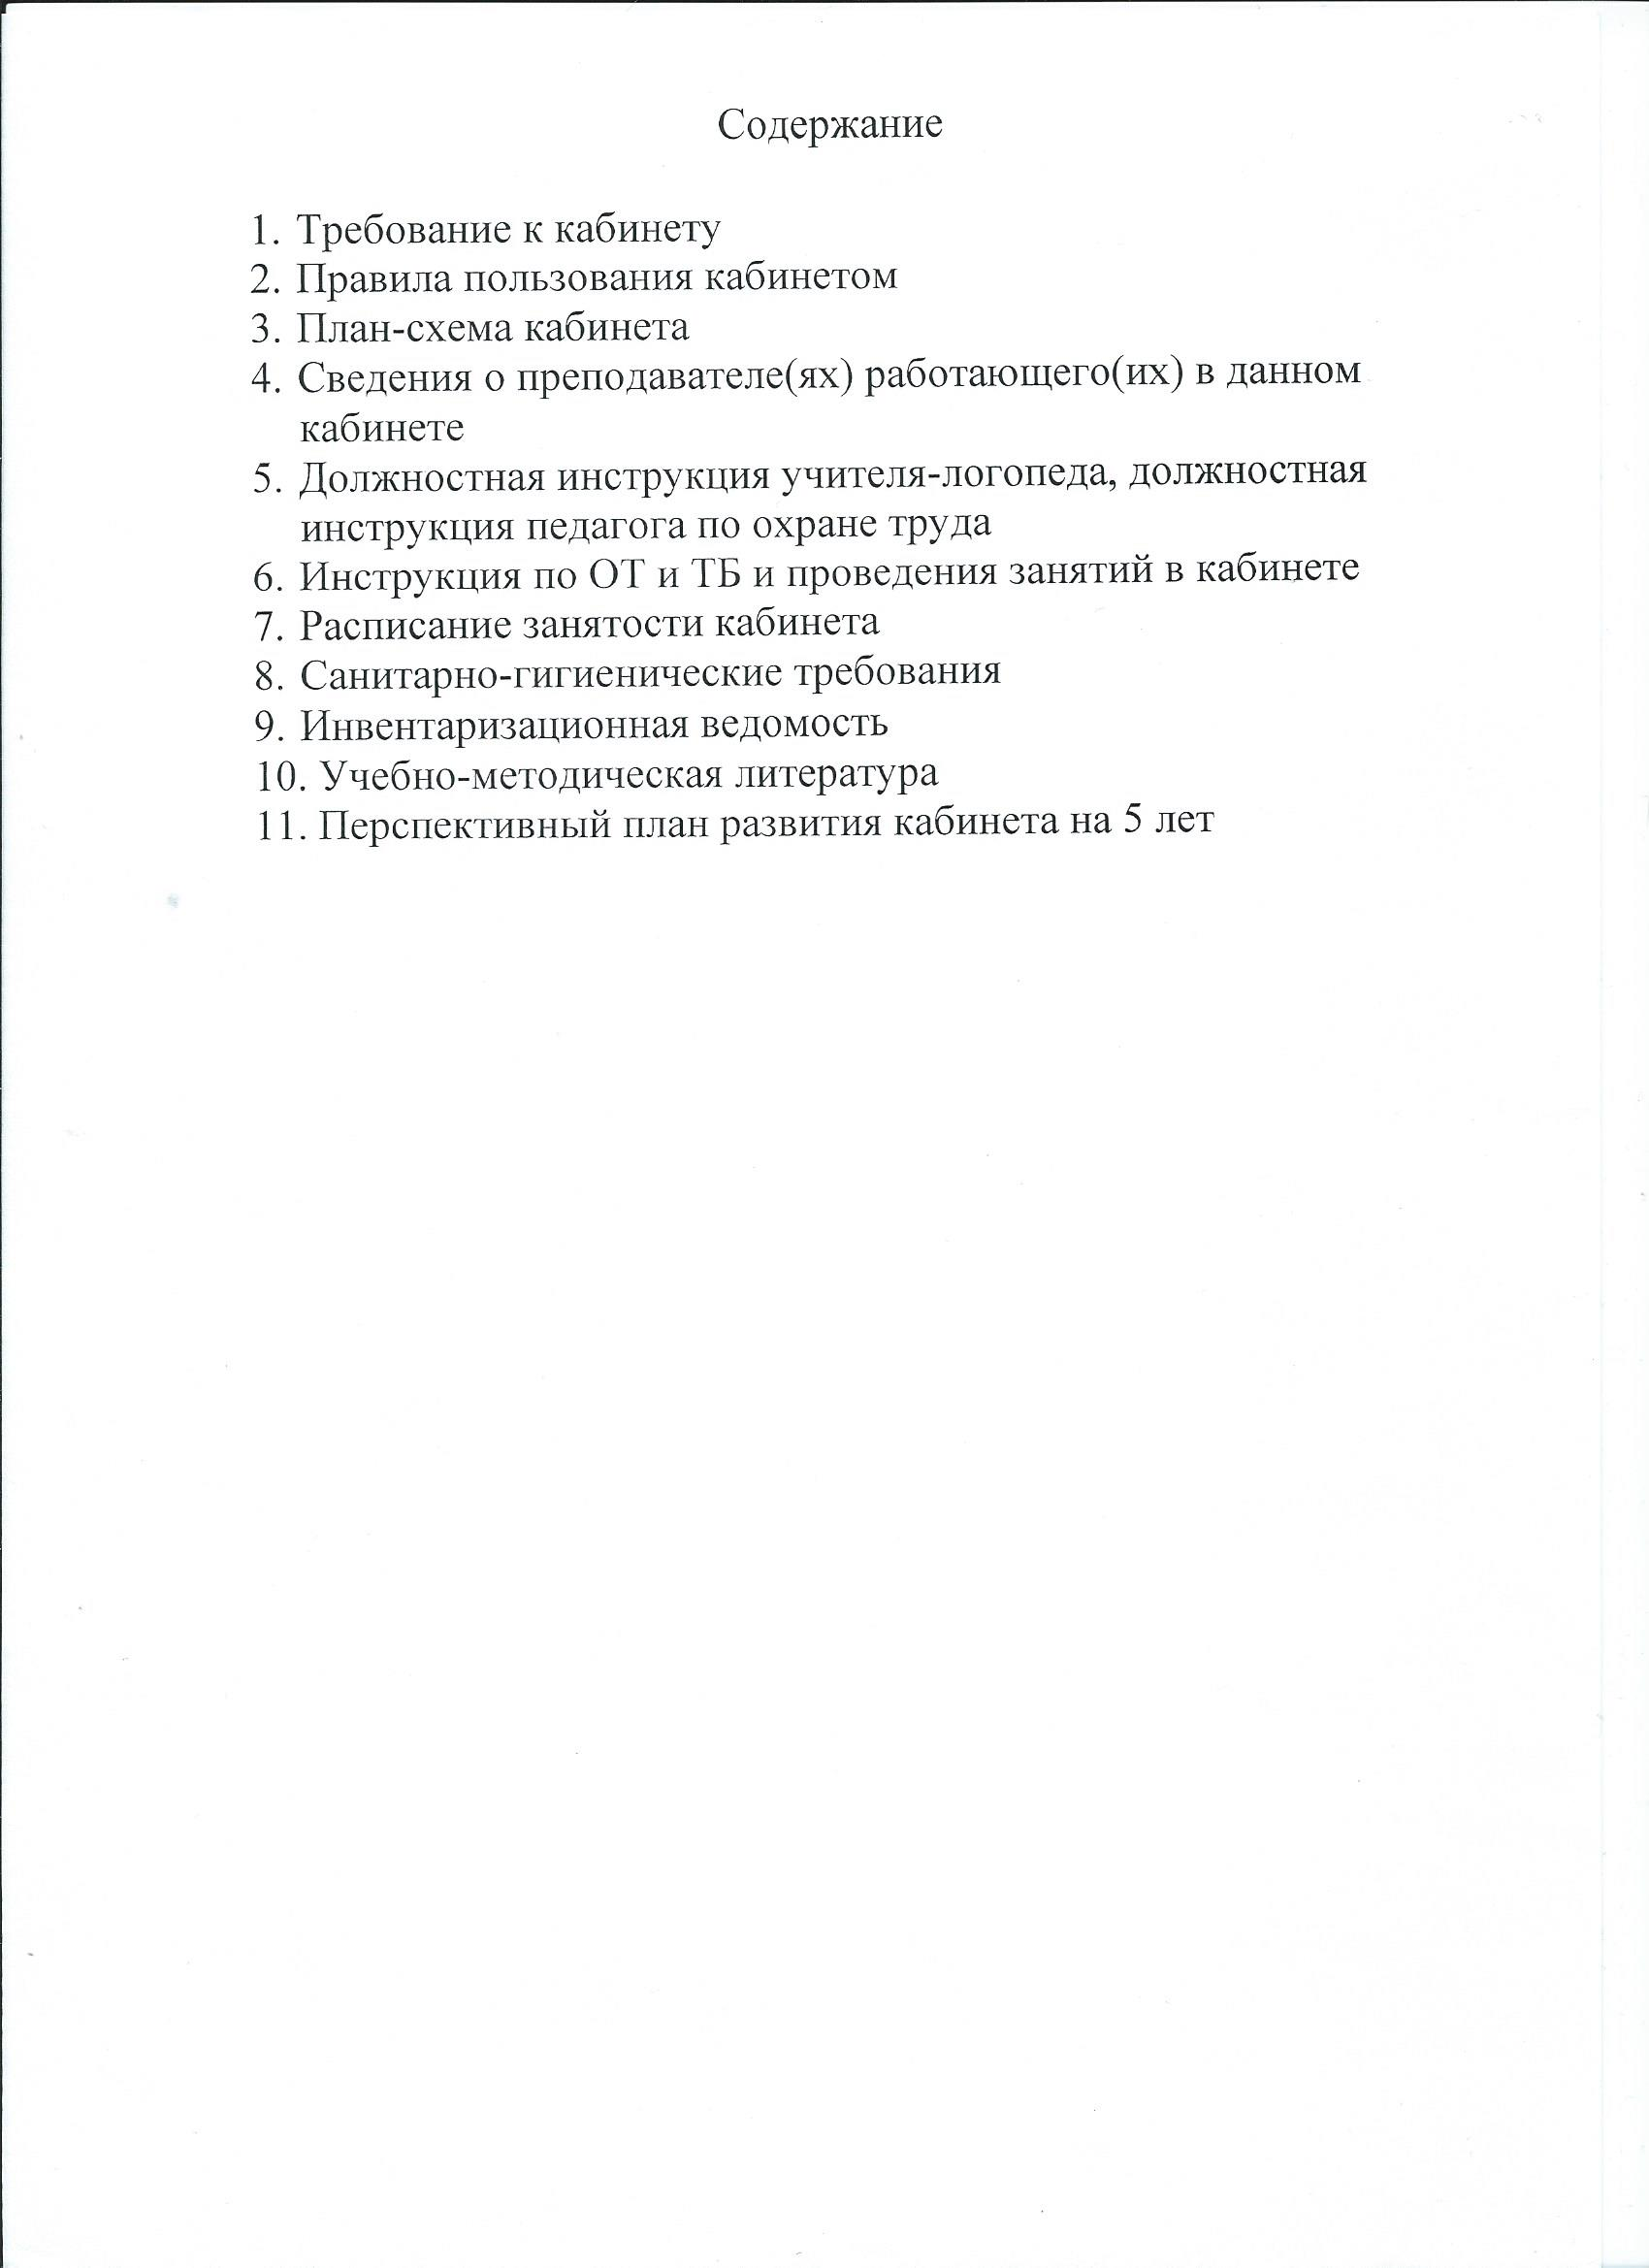 Содержание
1. Требование к кабинету
2. Правила пользования кабинетом
3. План-схема кабинета
4. Сведения о преподавателе(ях) работающего(их) в данном
кабинете
5. Должностная инструкция учителя-логопеда, должностная
инструкция педагога по охране труда
6. Инструкция по ОТ и ТБ и проведения занятий в кабинете
7. Расписание занятости кабинета
8. Санитарно-гигиенические требования
9. Инвентаризационная ведомость
10. Учебно-методическая литература
11. Перспективный план развития кабинета на 5 лет